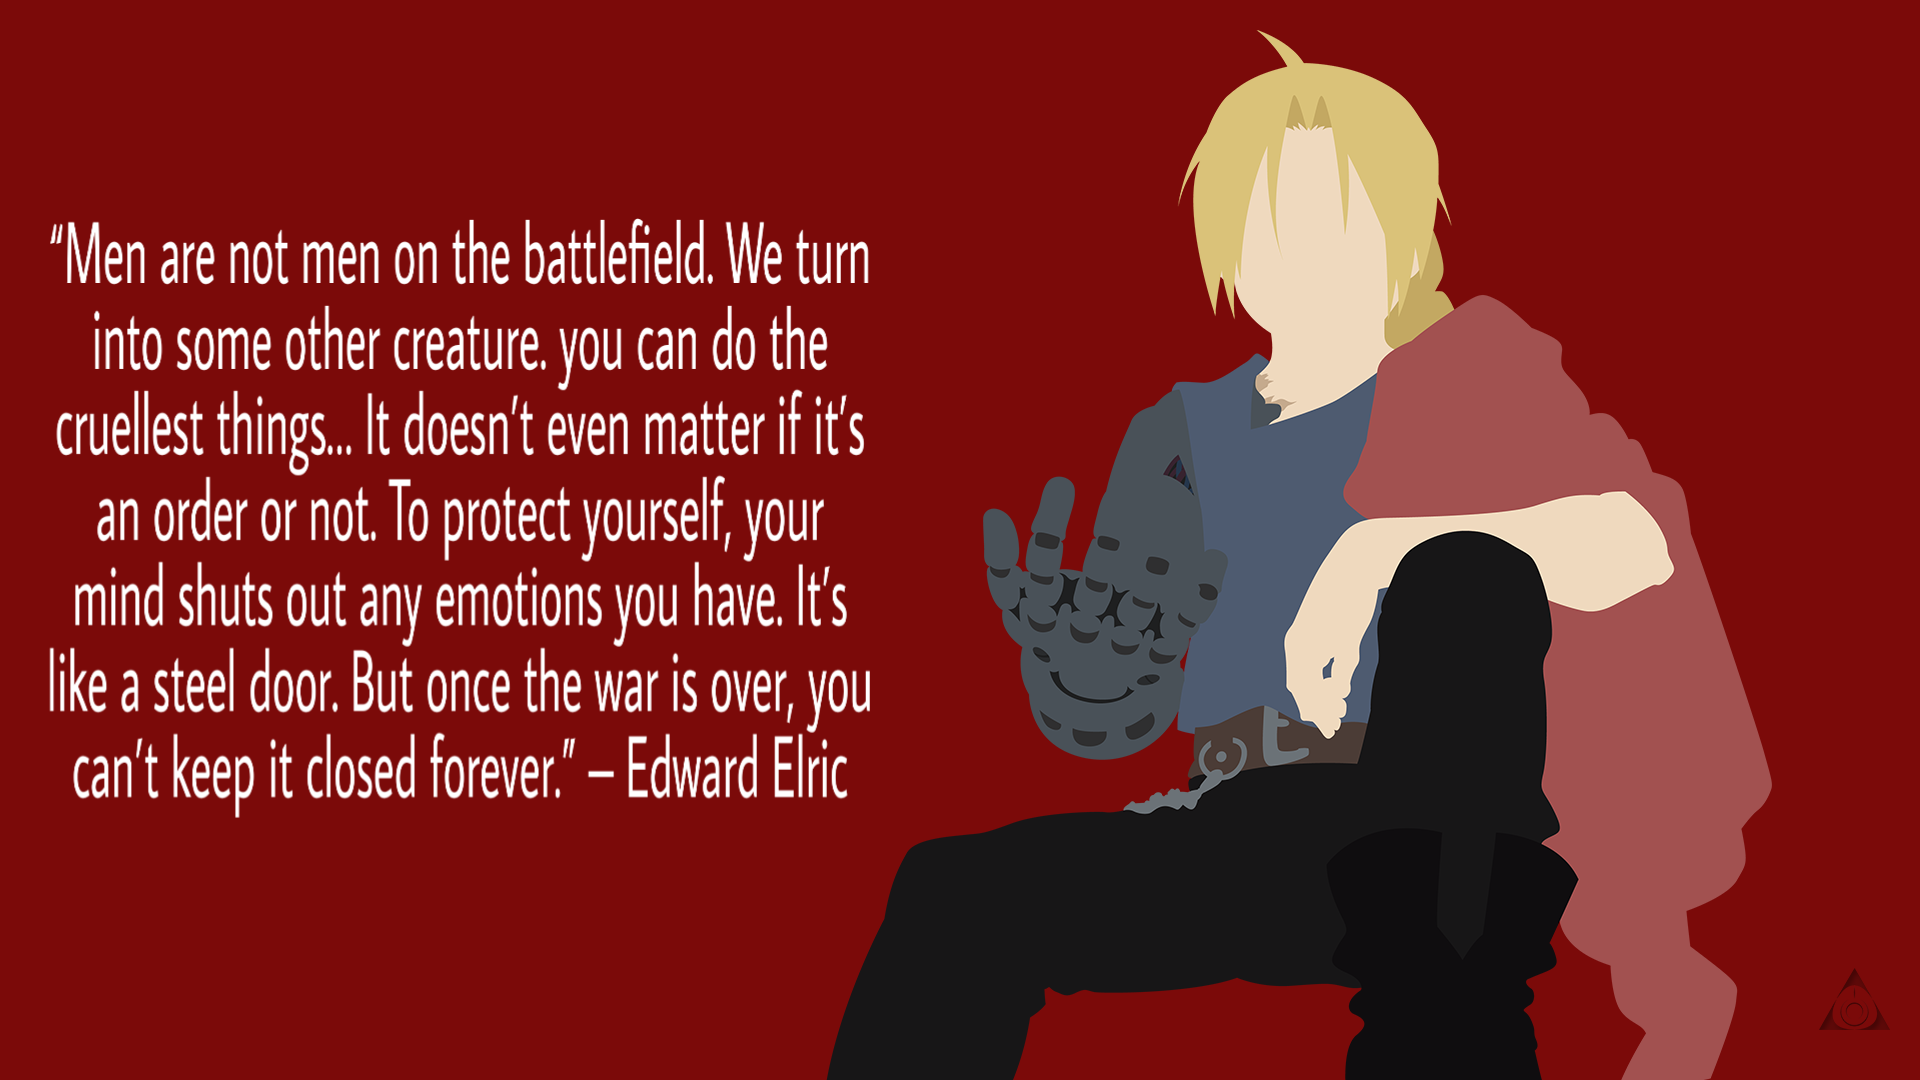 “Men are not men on the battlefield. We turn
into some other creature. you can do the
cruellest things... It doesn’t even matter if it’s
an order or not. To protect yourself, your
mind shuts out any emotions you have. It’s
like a steel door. But once the war is over, you
can’t keep it closed forever.” – Edward Elric